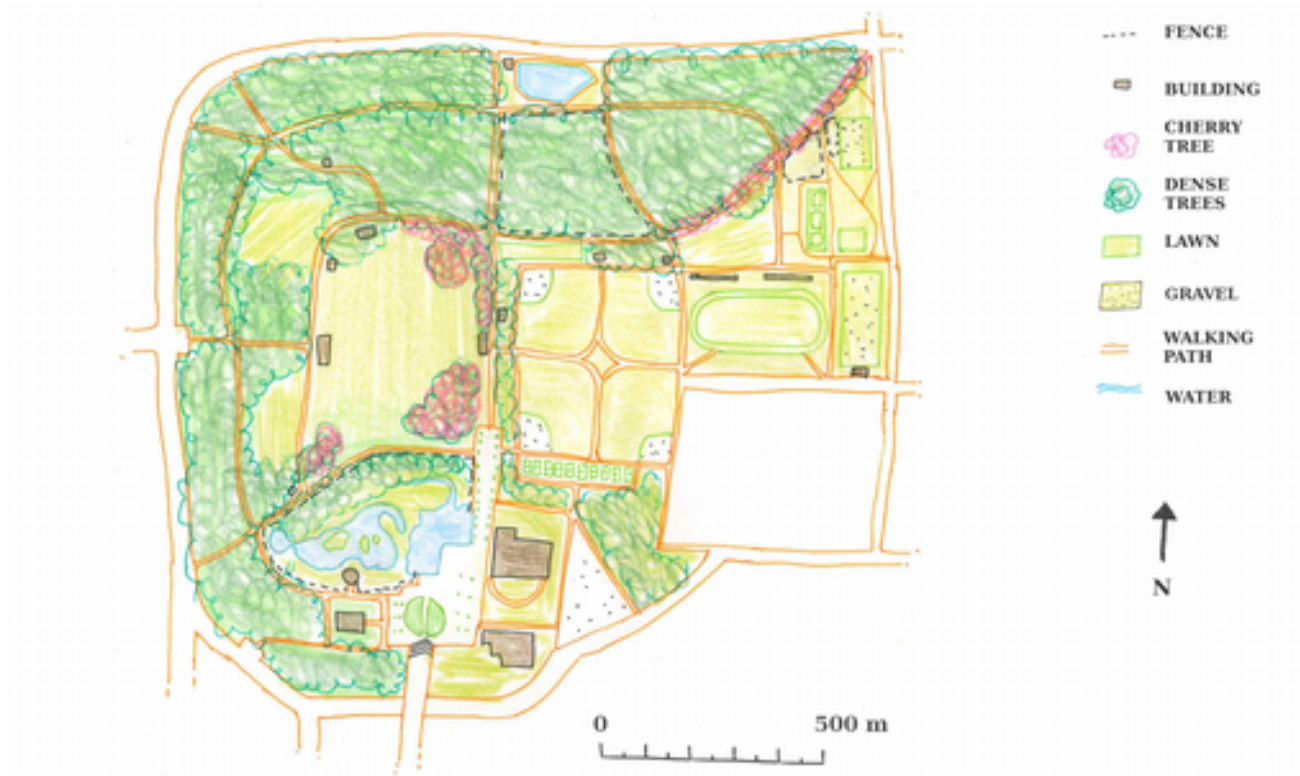 FENCE
BUILDING
CHERRY
TREE
DENSE
TREES
LAWN
GRAVEL
WALKING
PATH
WATER
N
0 500 m